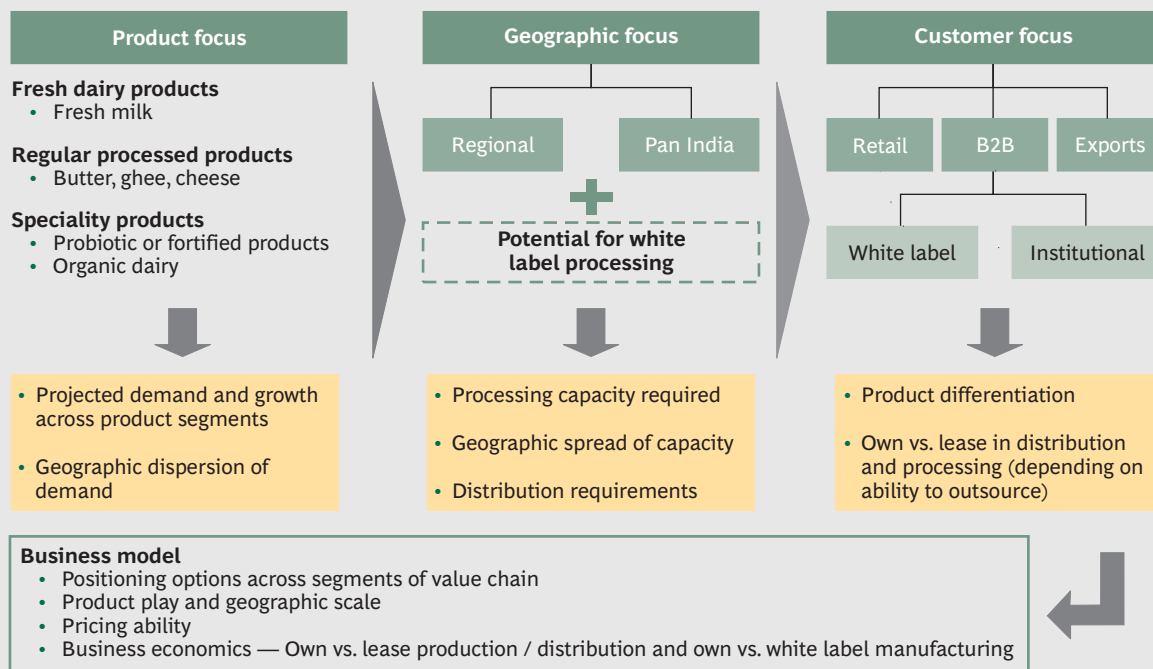 Product focus
Fresh dairy products
• Fresh milk
Regular processed products
• Butter, ghee, cheese
Speciality products
• Probiotic or fortified products
• Organic dairy
• Projected demand and growth
across product segments
• Geographic dispersion of
demand
Geographic focus
Regional
Pan India
Potential for white
label processing
• Processing capacity required
• Geographic spread of capacity
• Distribution requirements
Customer focus
Retail
B2B
Exports
White label
Institutional
• Product differentiation
• Own vs. lease in distribution
and processing (depending on
ability to outsource)
Business model
• Positioning options across segments of value chain
• Product play and geographic scale
• Pricing ability
• Business economics — Own vs. lease production / distribution and own vs. white label manufacturing